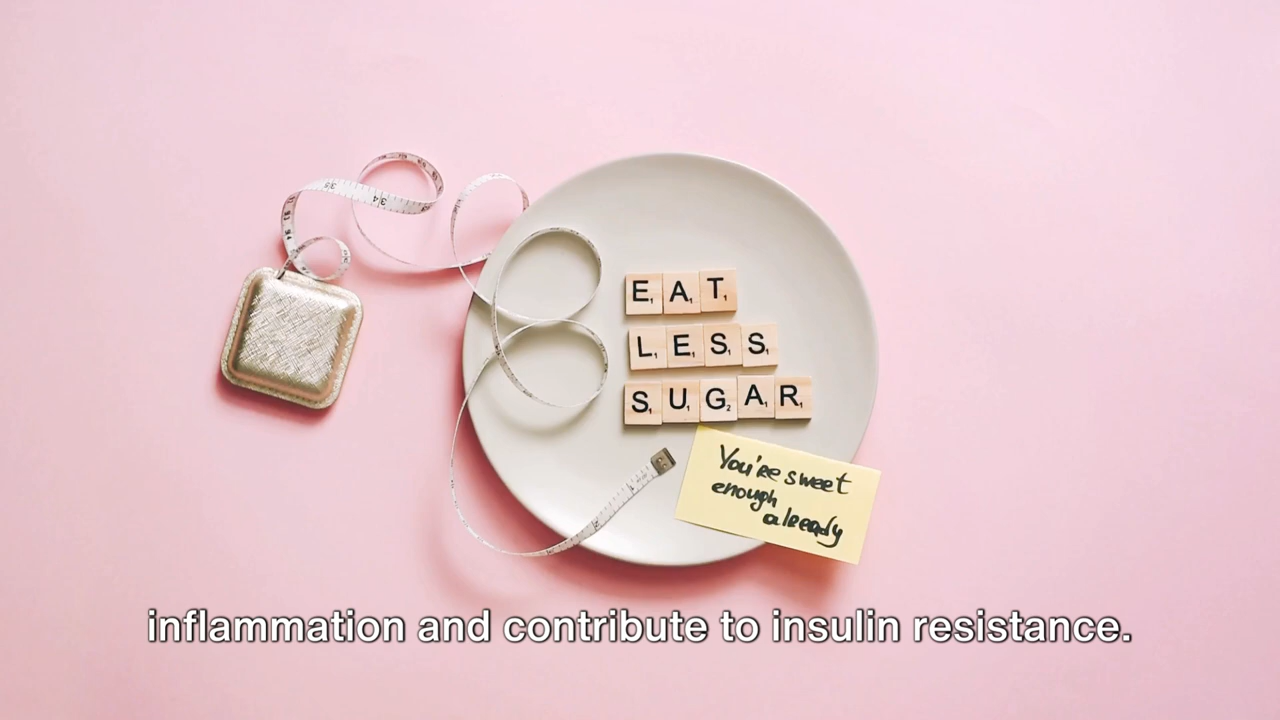 EAT
LESS
SUGAR
You're sweet
enough
already
inflammation and contribute to insulin resistance.